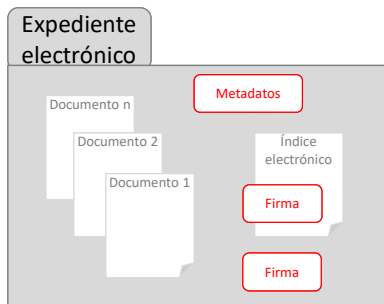 Expediente
electrónico
Metadatos
Documento n
Documento 2
Documento 1
Índice
electrónico
Firma
Firma